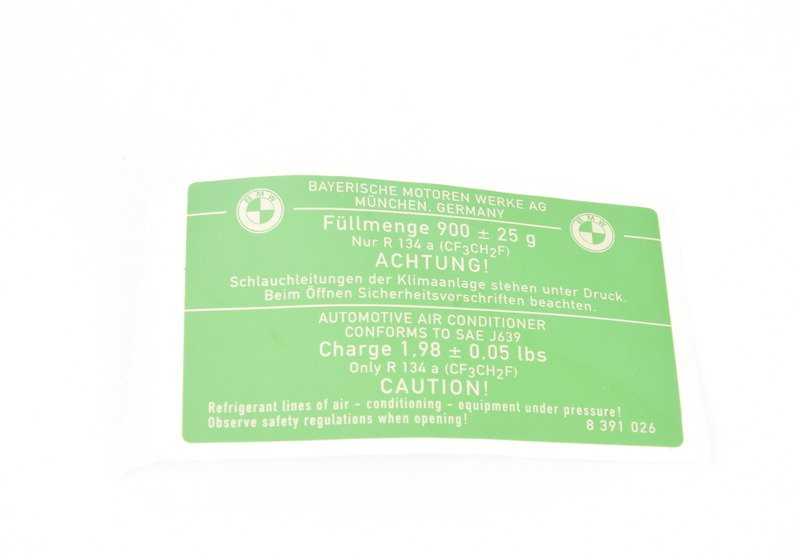 BAYERISCHE MOTOREN WERKE AG
MÜNCHEN, GERMANY
BMW
BMW
Füllmenge 900 ± 25 g
Nur R 134 a (CF3CH2F)
ACHTUNG!
Schlauchleitungen der Klimaanlage stehen unter Druck.
Beim Öffnen Sicherheitsvorschriften beachten.
AUTOMOTIVE AIR CONDITIONER
CONFORMS TO SAE J639
Charge 1,98 ± 0,05 lbs
Only R 134 a (CF3CH2F)
CAUTION!
Refrigerant lines of air - conditioning - equipment under pressure!
Observe safety regulations when opening!
8 391 026